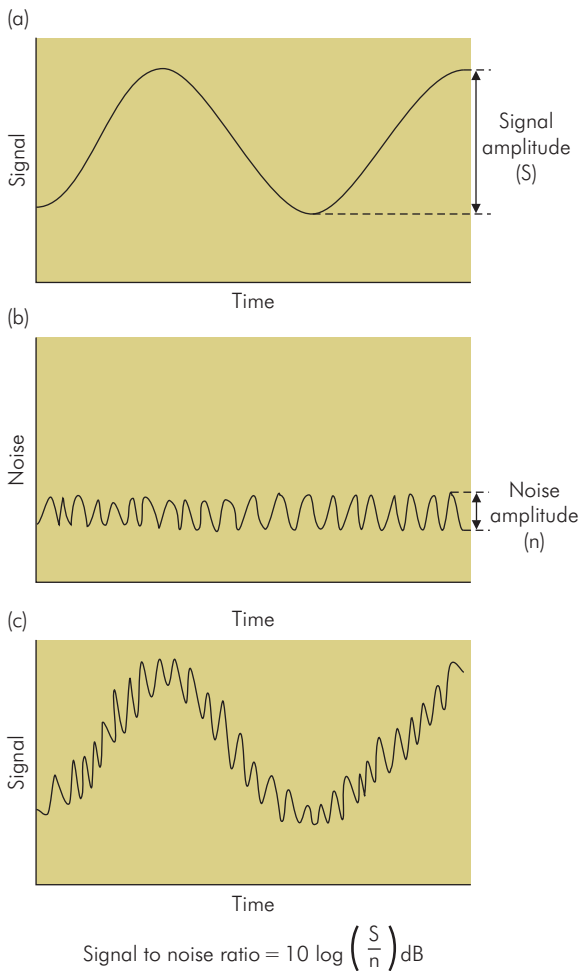 (a)
Signal
Signal
amplitude
(S)
Time
(b)
Noise
Noise
amplitude
(n)
Time
(c)
Signal
Time
Signal to noise ratio = 10 log (S/n) dB